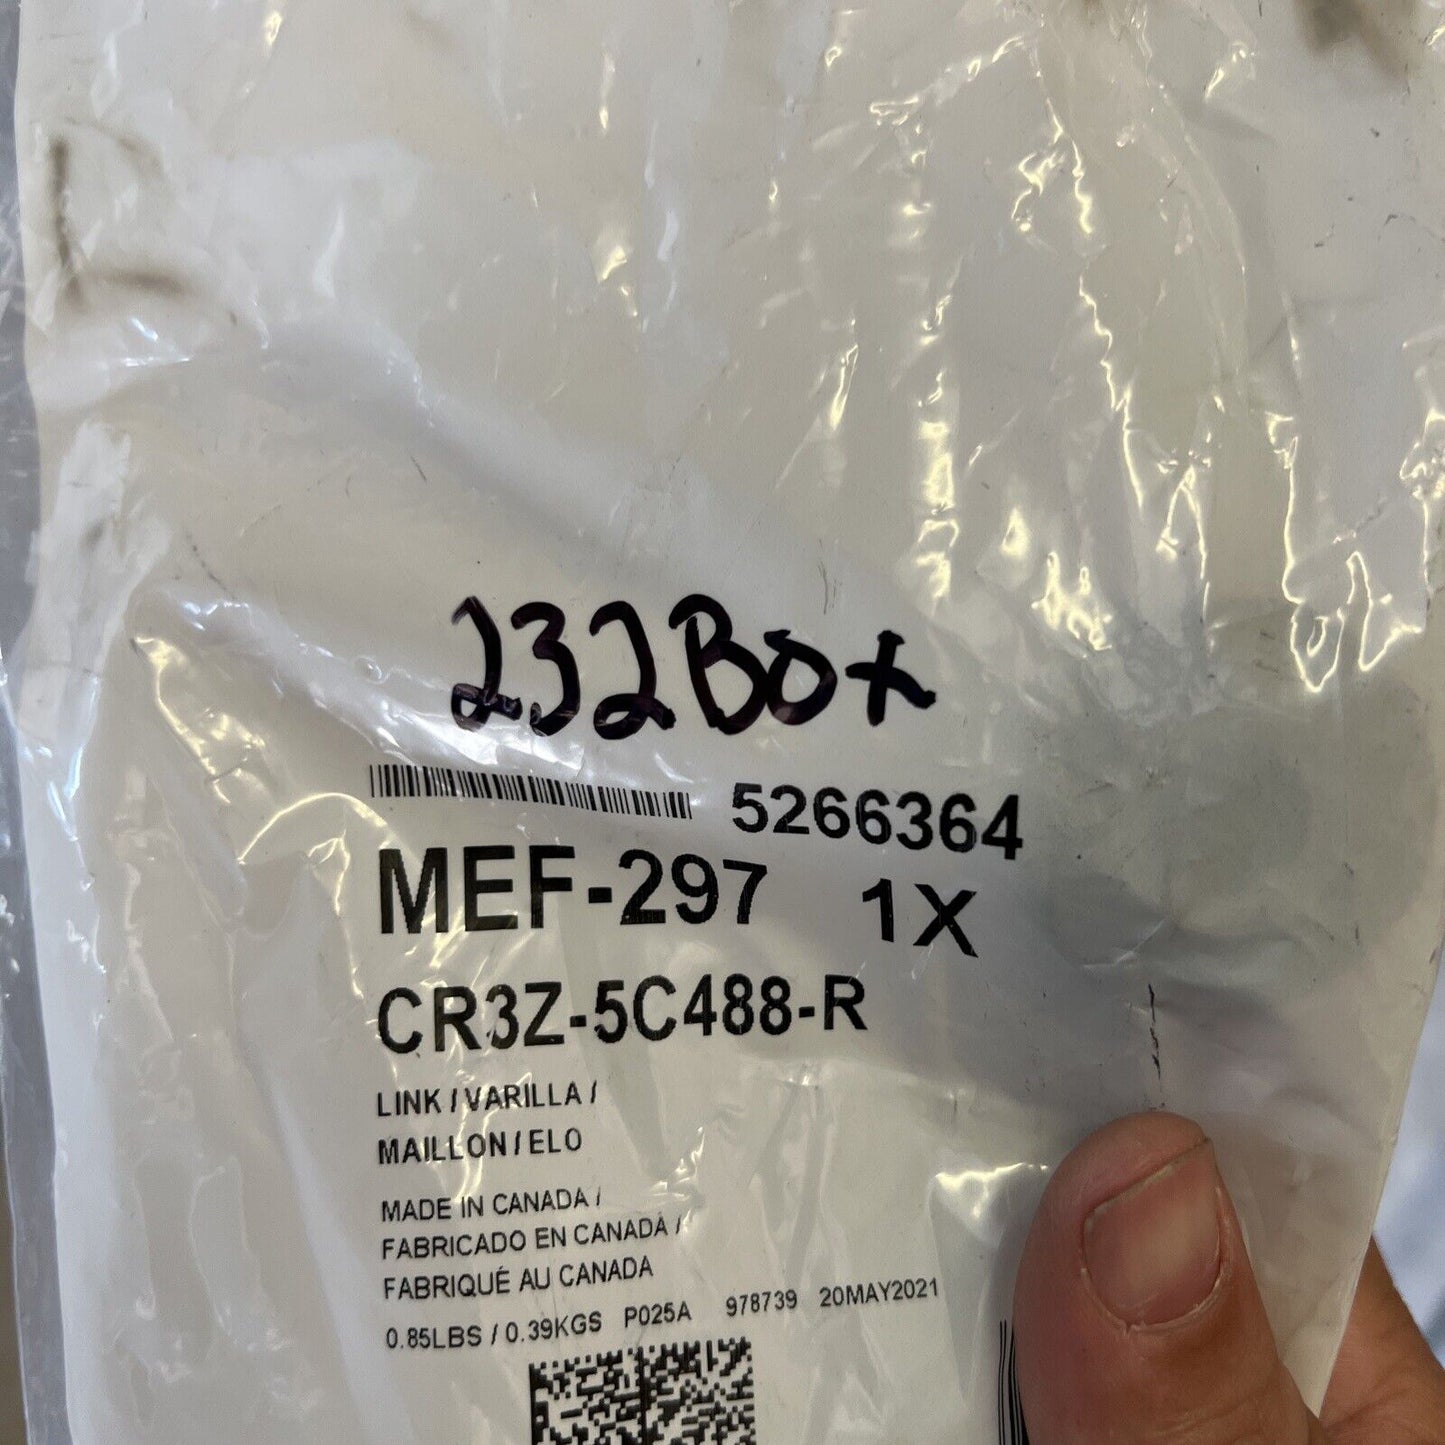 232Box
5266364
MEF-297 1X
CR3Z-5C488-R
LINK / VARILLA /
MAILLON / ELO
MADE IN CANADA /
FABRICADO EN CANADÁ /
FABRIQUÉ AU CANADA
0.85LBS / 0.39KGS P025A 978739 20MAY2021